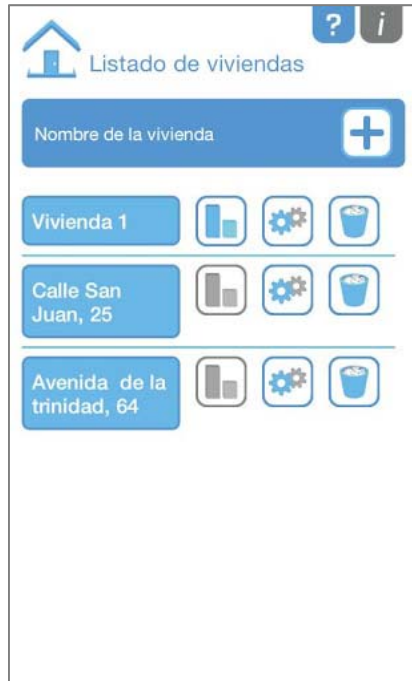 ? i
Listado de viviendas
Nombre de la vivienda
Vivienda 1
Calle San
Juan, 25
Avenida de la
trinidad, 64